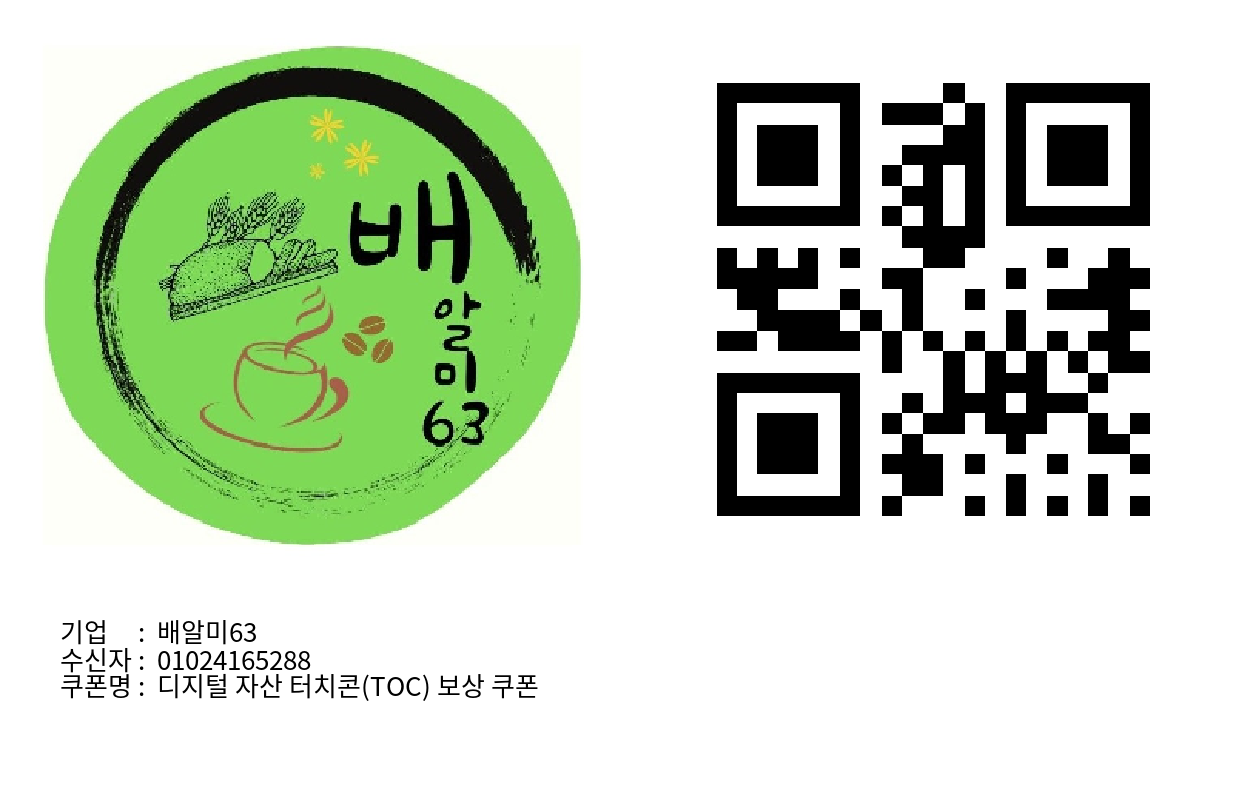 배
알
미
63
기업 : 배알미63
수신자 : 01024165288
쿠폰명 : 디지털 자산 터치콘(TOC) 보상 쿠폰